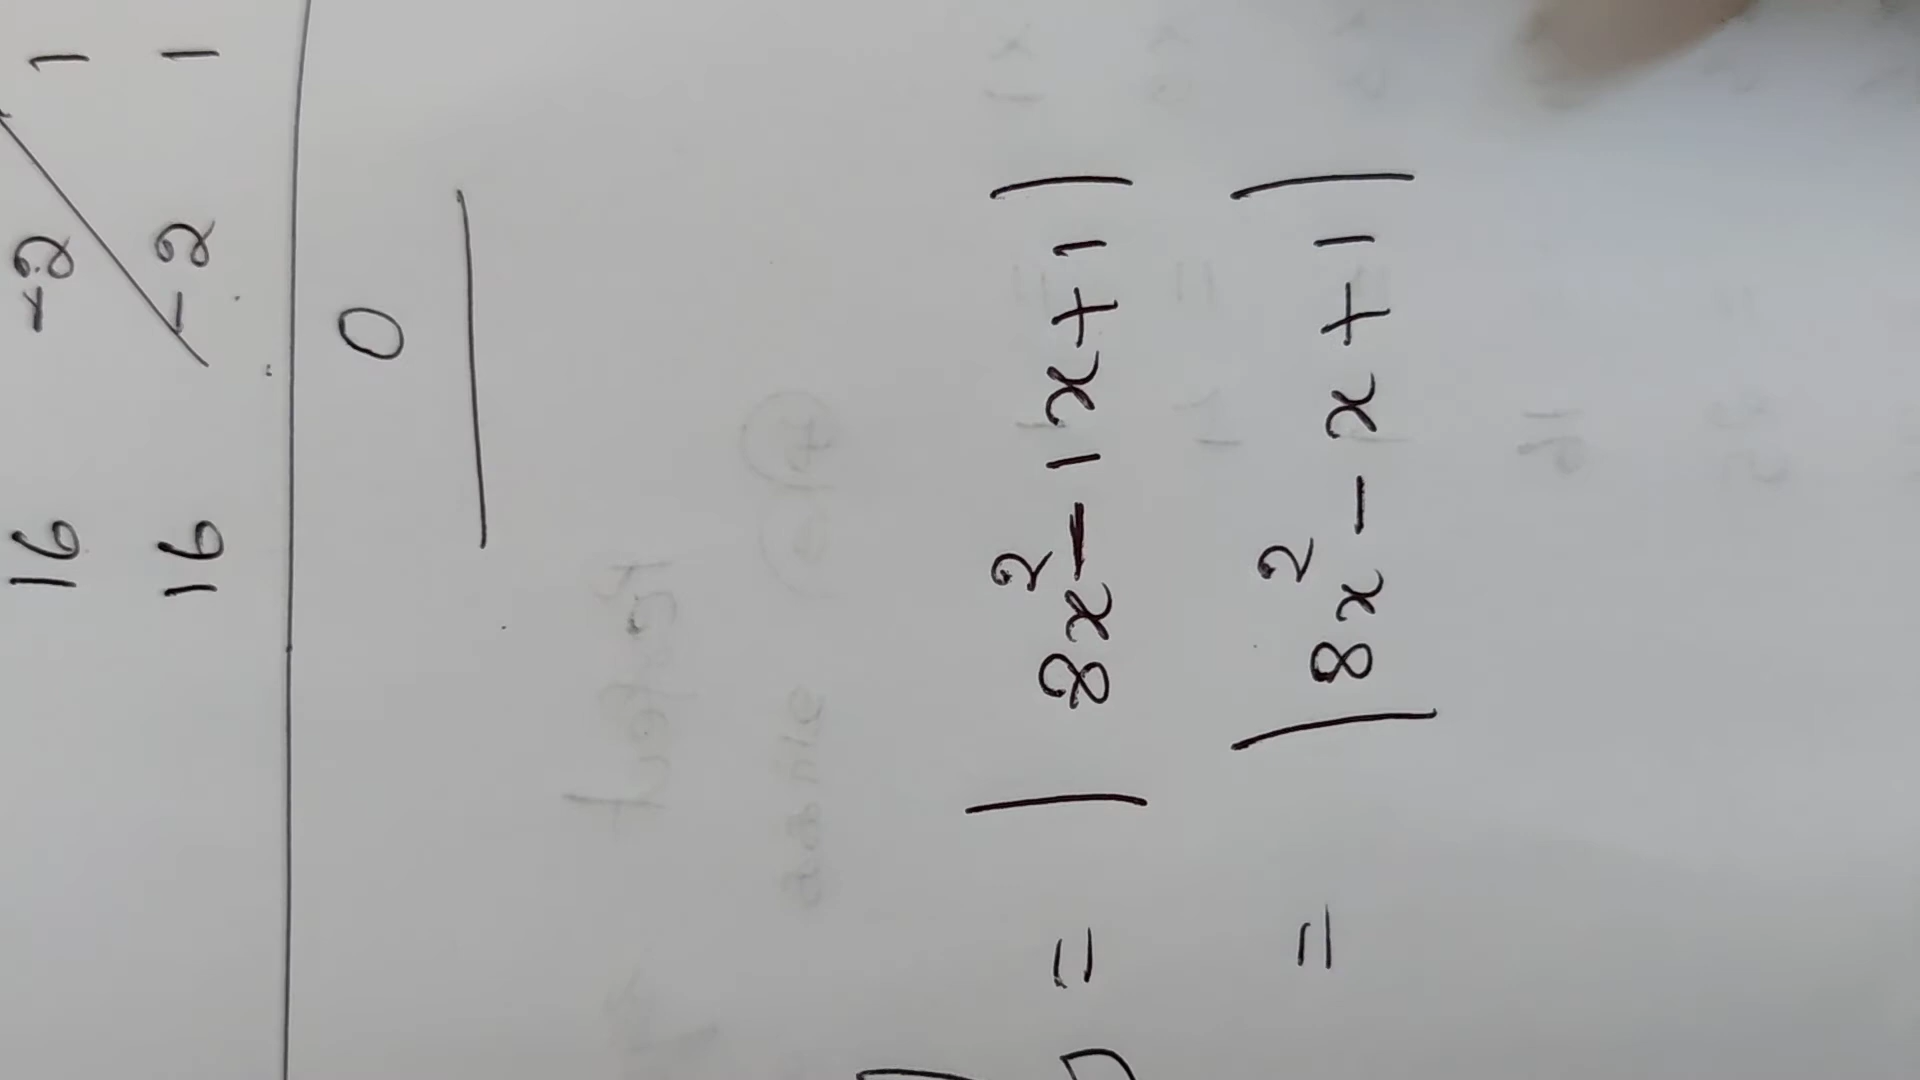 16 -2 1
16 -2 1
0
= | 8x² - 1x + 1 |
= | 8x² - x + 1 |